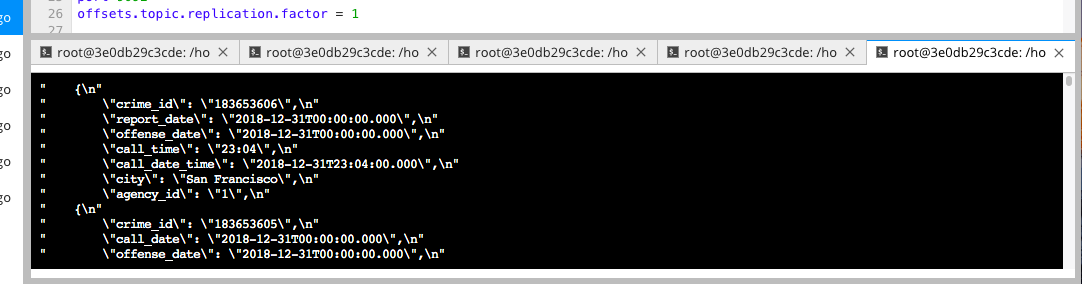 go
go
go
go
go
go
26 offsets.topic.replication.factor = 1
27
root@3e0db29c3cde: /ho
root@3e0db29c3cde: /ho
root@3e0db29c3cde: /ho
root@3e0db29c3cde: /ho
root@3e0db29c3cde: /ho
"    {\n"
"        \"crime_id\": \"183653606\",\n"
"        \"report_date\": \"2018-12-31T00:00:00.000\",\n"
"        \"offense_date\": \"2018-12-31T00:00:00.000\",\n"
"        \"call_time\": \"23:04\",\n"
"        \"call_date_time\": \"2018-12-31T23:04:00.000\",\n"
"        \"city\": \"San Francisco\",\n"
"        \"agency_id\": \"1\",\n"
"    {\n"
"        \"crime_id\": \"183653605\",\n"
"        \"call_date\": \"2018-12-31T00:00:00.000\",\n"
"        \"offense_date\": \"2018-12-31T00:00:00.000\",\n"